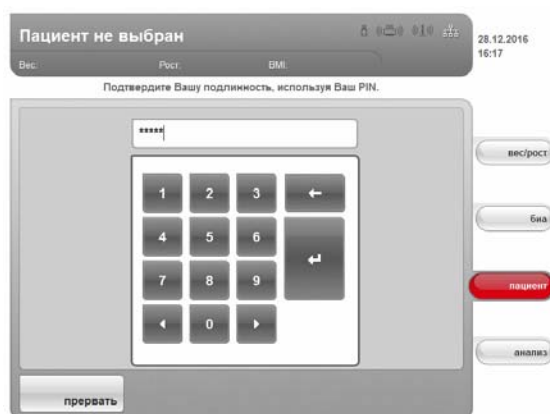 Пациент не выбран
28.12.2016
16:17
Вес: Рост: BMI:
Подтвердите Вашу подлинность, используя Ваш PIN.
*****
1 2 3
4 5 6
7 8 9
0
вес/рост
биа
пациент
анализ
прервать